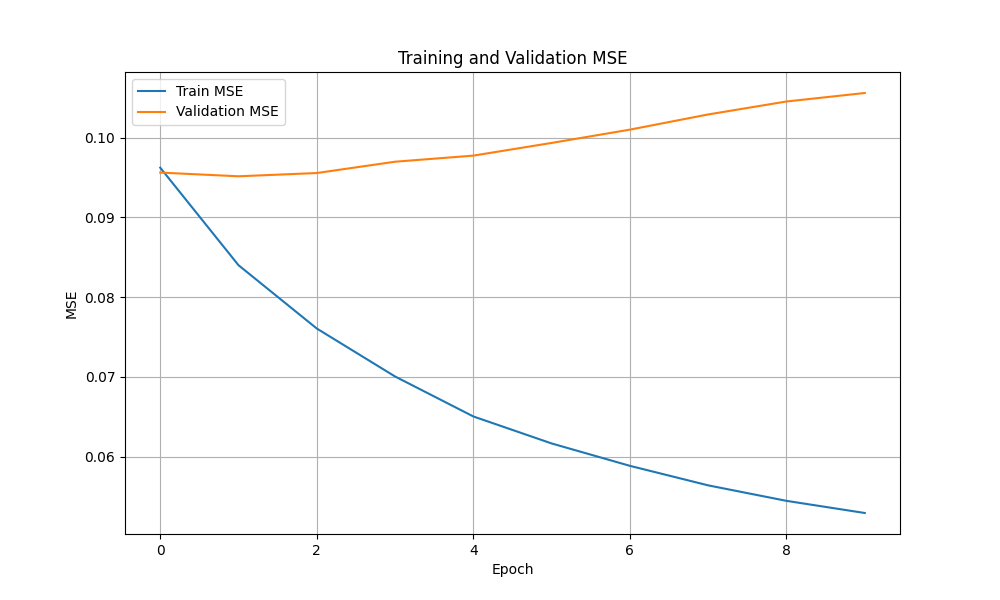 Training and Validation MSE
Train MSE
Validation MSE
0.10
0.09
0.08
0.07
0.06
MSE
0 2 4 6 8
Epoch